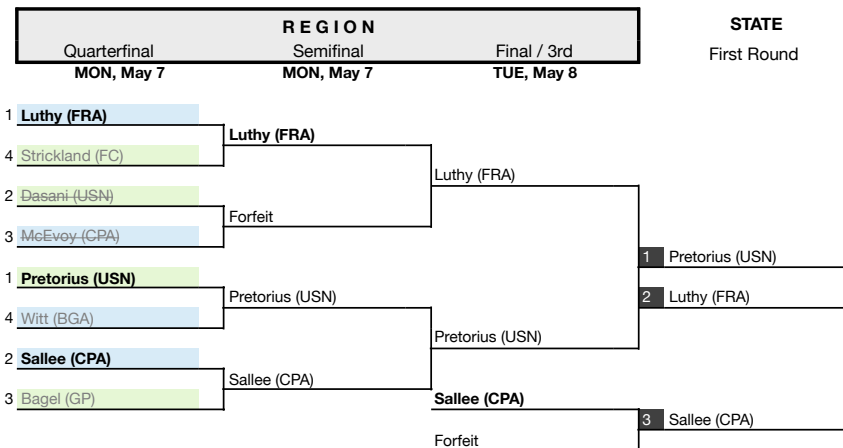 REGION
STATE
Quarterfinal Semifinal Final / 3rd
First Round
MON, May 7 MON, May 7 TUE, May 8
1 Luthy (FRA)
Luthy (FRA)
4 Strickland (FC)
Luthy (FRA)
2 Dasani (USN)
Forfeit
3 McEvoy (CPA)
1 Pretorius (USN)
1 Pretorius (USN)
Pretorius (USN)
2 Luthy (FRA)
4 Witt (BGA)
Pretorius (USN)
2 Sallee (CPA)
Sallee (CPA)
3 Bagel (GP)
Sallee (CPA)
3 Sallee (CPA)
Forfeit